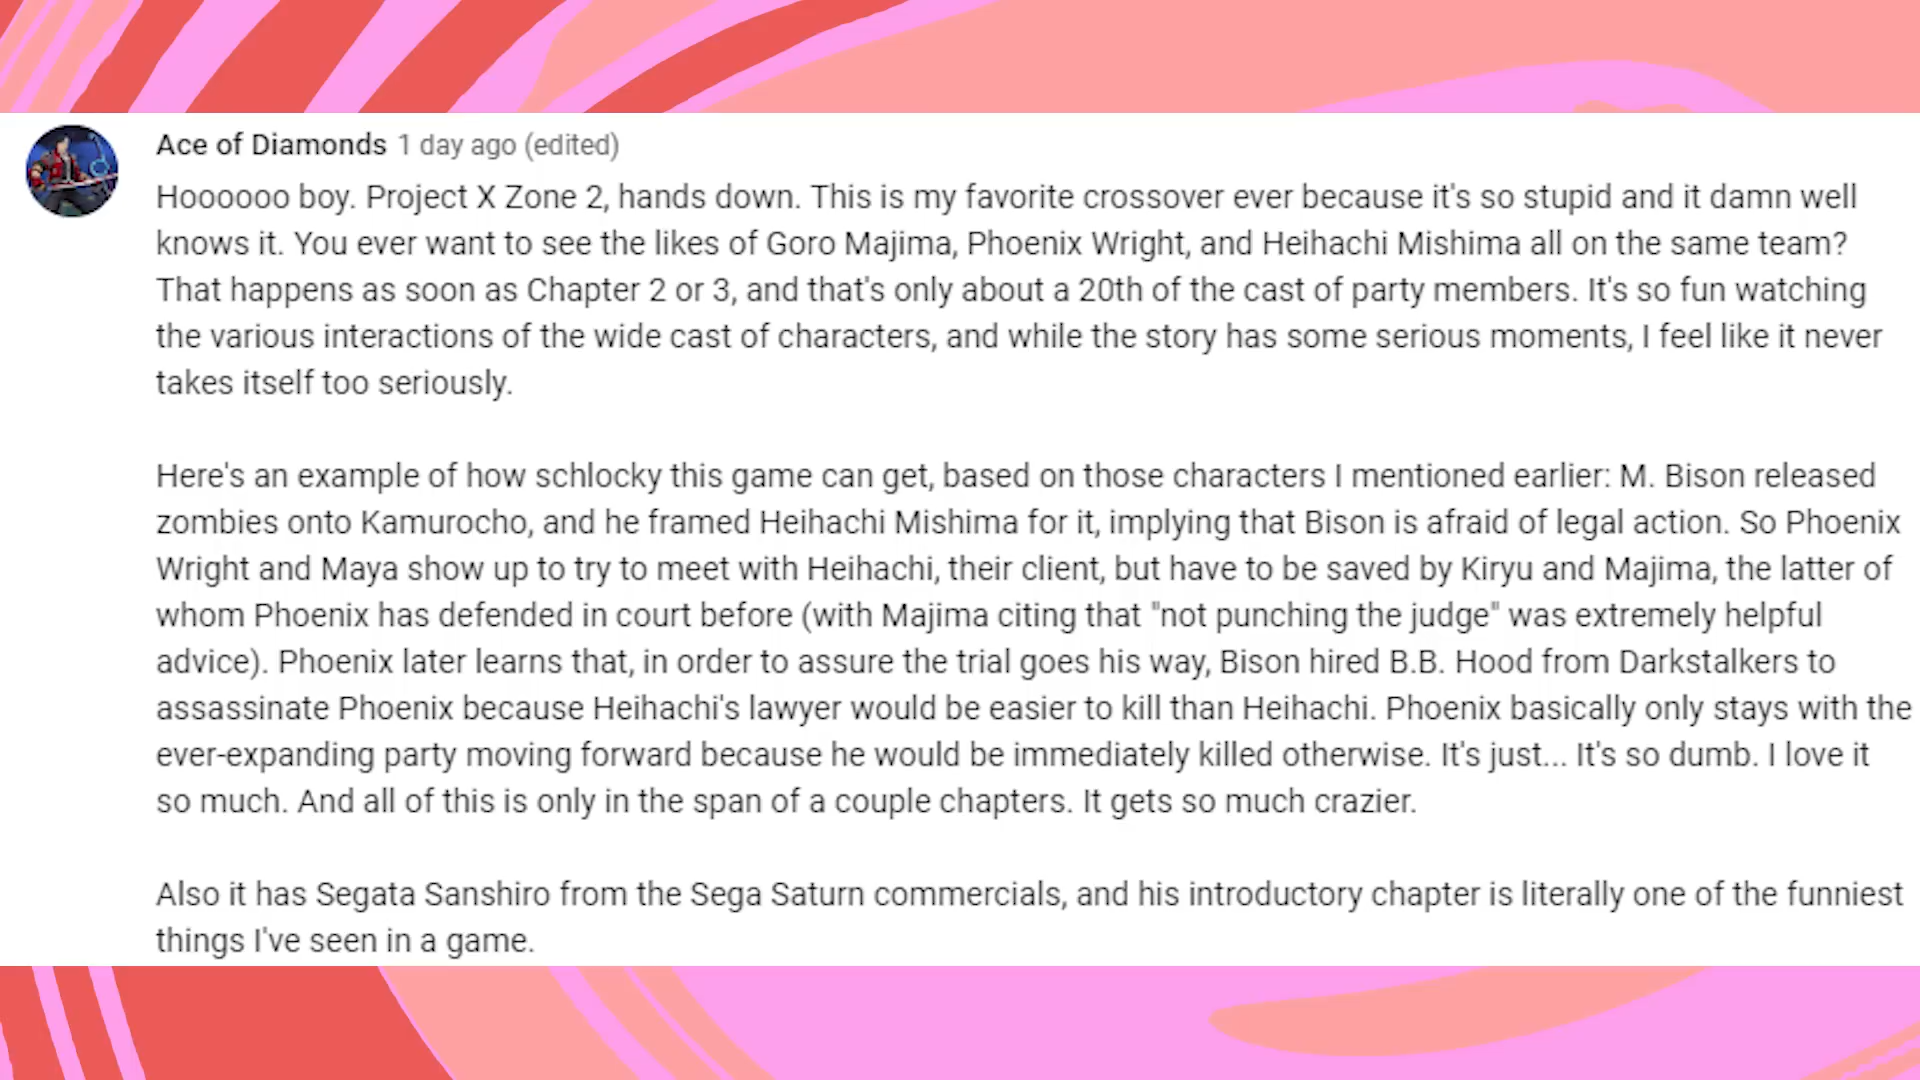 Ace of Diamonds 1 day ago (edited)
Hoooooo boy. Project X Zone 2, hands down. This is my favorite crossover ever because it's so stupid and it damn well
knows it. You ever want to see the likes of Goro Majima, Phoenix Wright, and Heihachi Mishima all on the same team?
That happens as soon as Chapter 2 or 3, and that's only about a 20th of the cast of party members. It's so fun watching
the various interactions of the wide cast of characters, and while the story has some serious moments, I feel like it never
takes itself too seriously.
Here's an example of how schlocky this game can get, based on those characters I mentioned earlier: M. Bison released
zombies onto Kamurocho, and he framed Heihachi Mishima for it, implying that Bison is afraid of legal action. So Phoenix
Wright and Maya show up to try to meet with Heihachi, their client, but have to be saved by Kiryu and Majima, the latter of
whom Phoenix has defended in court before (with Majima citing that "not punching the judge" was extremely helpful
advice). Phoenix later learns that, in order to assure the trial goes his way, Bison hired B.B. Hood from Darkstalkers to
assassinate Phoenix because Heihachi's lawyer would be easier to kill than Heihachi. Phoenix basically only stays with the
ever-expanding party moving forward because he would be immediately killed otherwise. It's just... It's so dumb. I love it
so much. And all of this is only in the span of a couple chapters. It gets so much crazier.
Also it has Segata Sanshiro from the Sega Saturn commercials, and his introductory chapter is literally one of the funniest
things I've seen in a game.